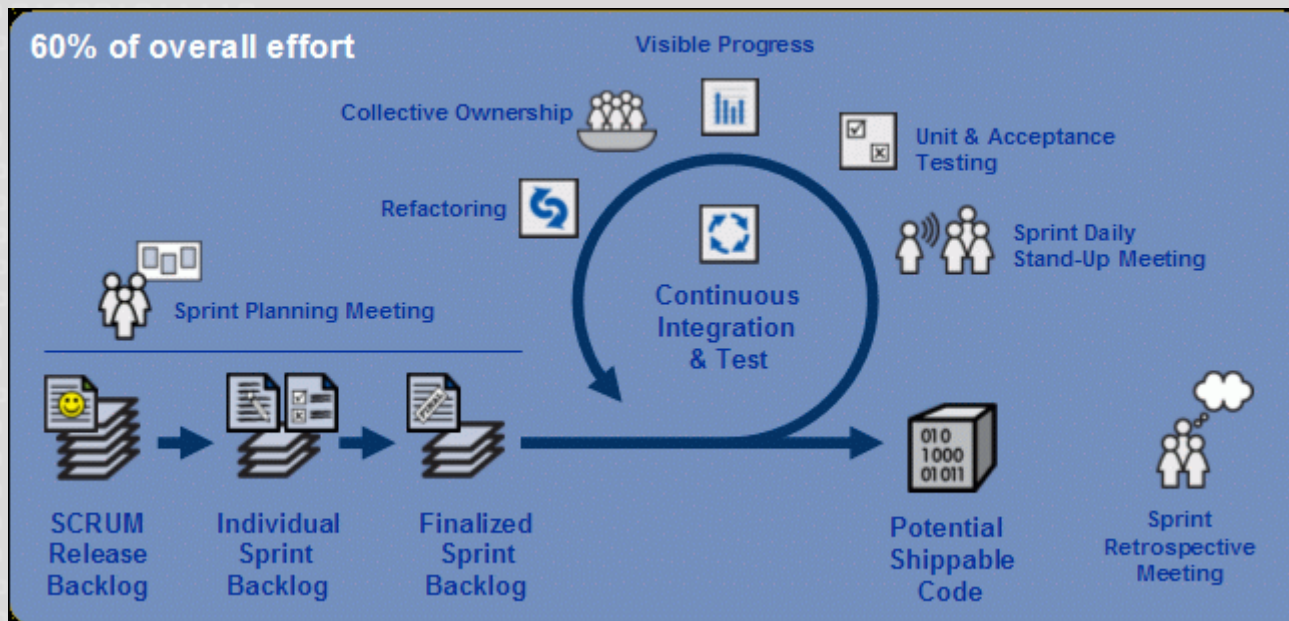 60% of overall effort
Visible Progress
Collective Ownership
Unit & Acceptance
Testing
Refactoring
Sprint Daily
Stand-Up Meeting
Continuous
Integration
& Test
Sprint Planning Meeting
FINAL
010
1000
01011
SCRUM
Release
Backlog
Individual
Sprint
Backlog
Finalized
Sprint
Backlog
Potential
Shippable
Code
Sprint
Retrospective
Meeting